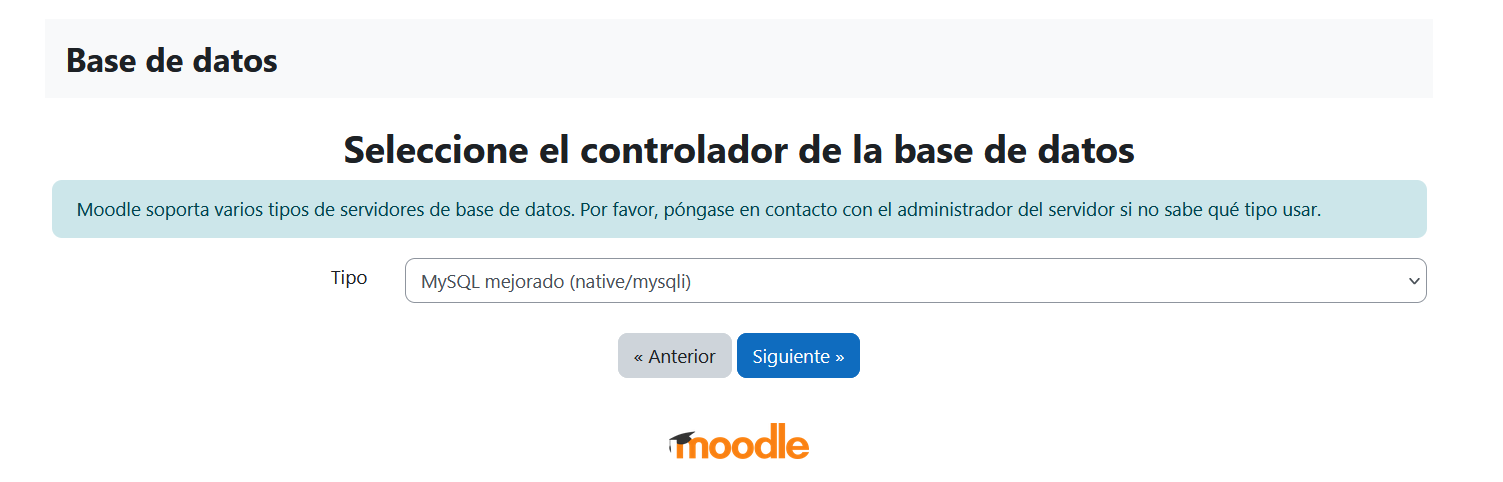 Base de datos
Seleccione el controlador de la base de datos
Moodle soporta varios tipos de servidores de base de datos. Por favor, póngase en contacto con el administrador del servidor si no sabe qué tipo usar.
Tipo
MySQL mejorado (native/mysqli)
« Anterior
Siguiente »
moodle